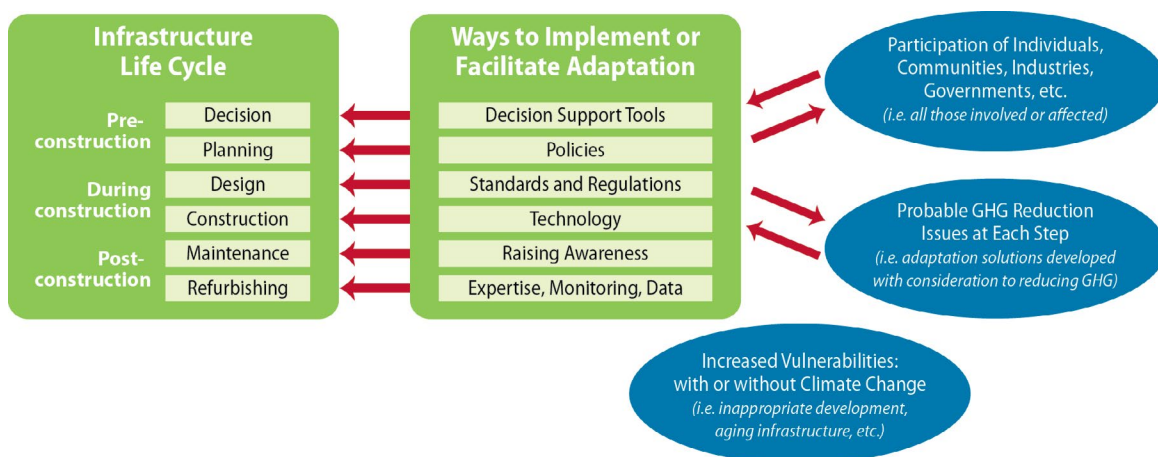 Infrastructure
Life Cycle
Pre-
construction
Decision
Planning
During
construction
Design
Construction
Post-
construction
Maintenance
Refurbishing
Ways to Implement or
Facilitate Adaptation
Decision Support Tools
Policies
Standards and Regulations
Technology
Raising Awareness
Expertise, Monitoring, Data
Participation of Individuals,
Communities, Industries,
Governments, etc.
(i.e. all those involved or affected)
Probable GHG Reduction
Issues at Each Step
(i.e. adaptation solutions developed
with consideration to reducing GHG)
Increased Vulnerabilities:
with or without Climate Change
(i.e. inappropriate development,
aging infrastructure, etc.)